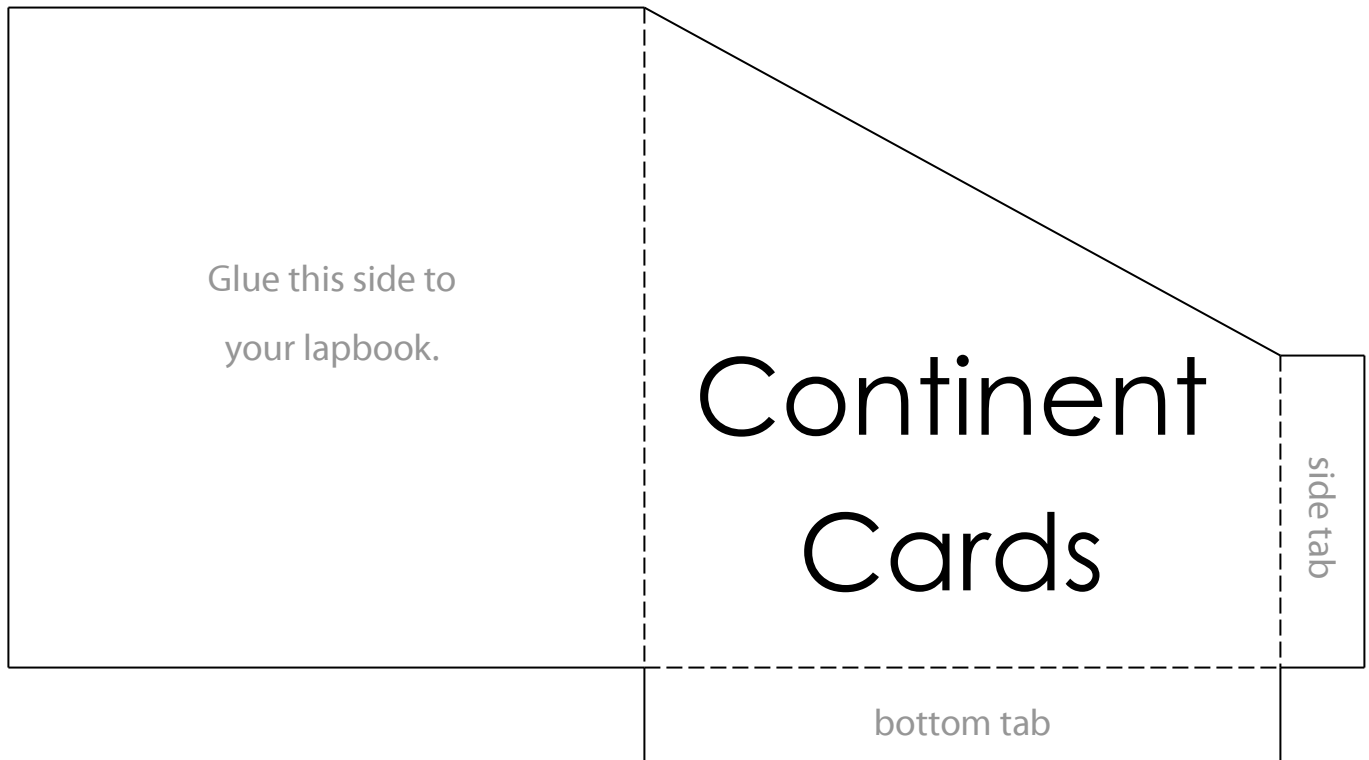 Glue this side to
your lapbook.
Continent
Cards
side tab
bottom tab